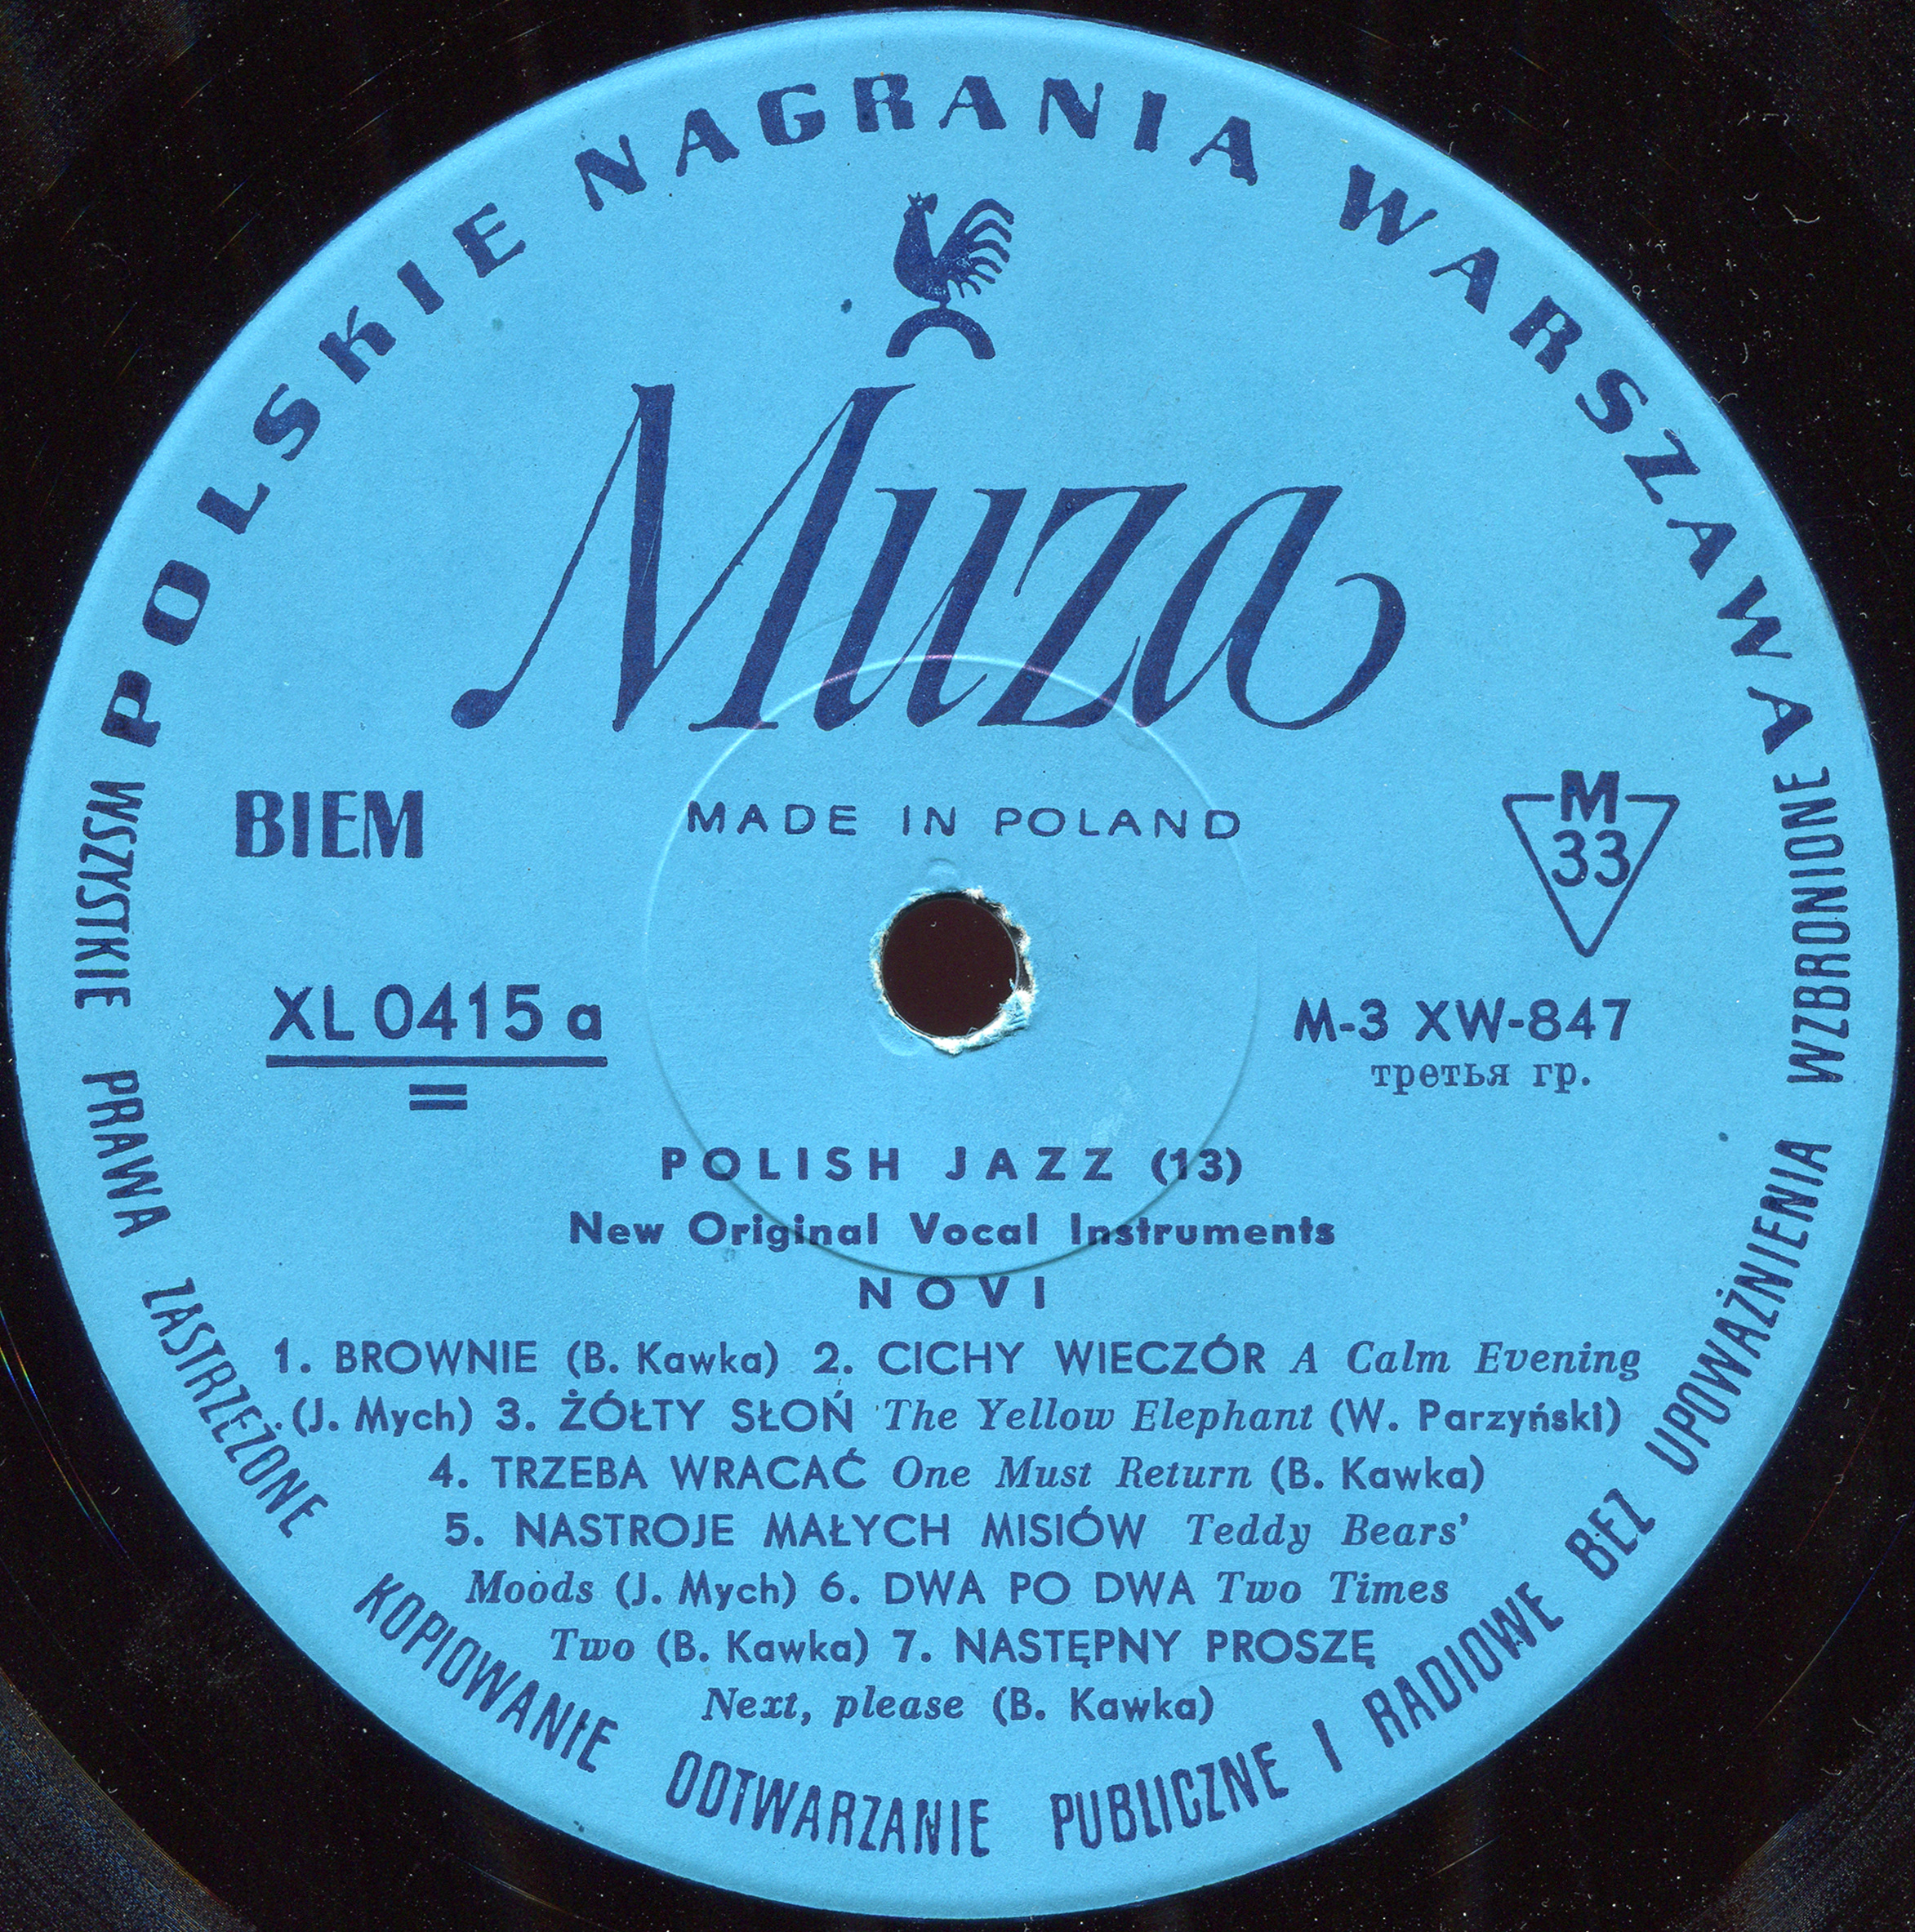 POLSKIE NAGRANIA WARSZAWA
Muza
BIEM
MADE IN POLAND
M
33
XL 0415 a
M-3 XW-847
третья гр.
POLISH JAZZ (13)
New Original Vocal Instruments
NOVI
1. BROWNIE (B. Kawka) 2. CICHY WIECZÓR A Calm Evening
(J. Mych) 3. ŻÓŁTY SŁOŃ The Yellow Elephant (W. Parzyński)
4. TRZEBA WRACAĆ One Must Return (B. Kawka)
5. NASTROJE MAŁYCH MISIÓW Teddy Bears'
Moods (J. Mych) 6. DWA PO DWA Two Times
Two (B. Kawka) 7. NASTĘPNY PROSZĘ
Next, please (B. Kawka)
WSZYSTKIE PRAWA ZASTRZEŻONE KOPIOWANIE ODTWARZANIE PUBLICZNE I RADIOWE BEZ UPOWAŻNIENIA WZBRONIONE